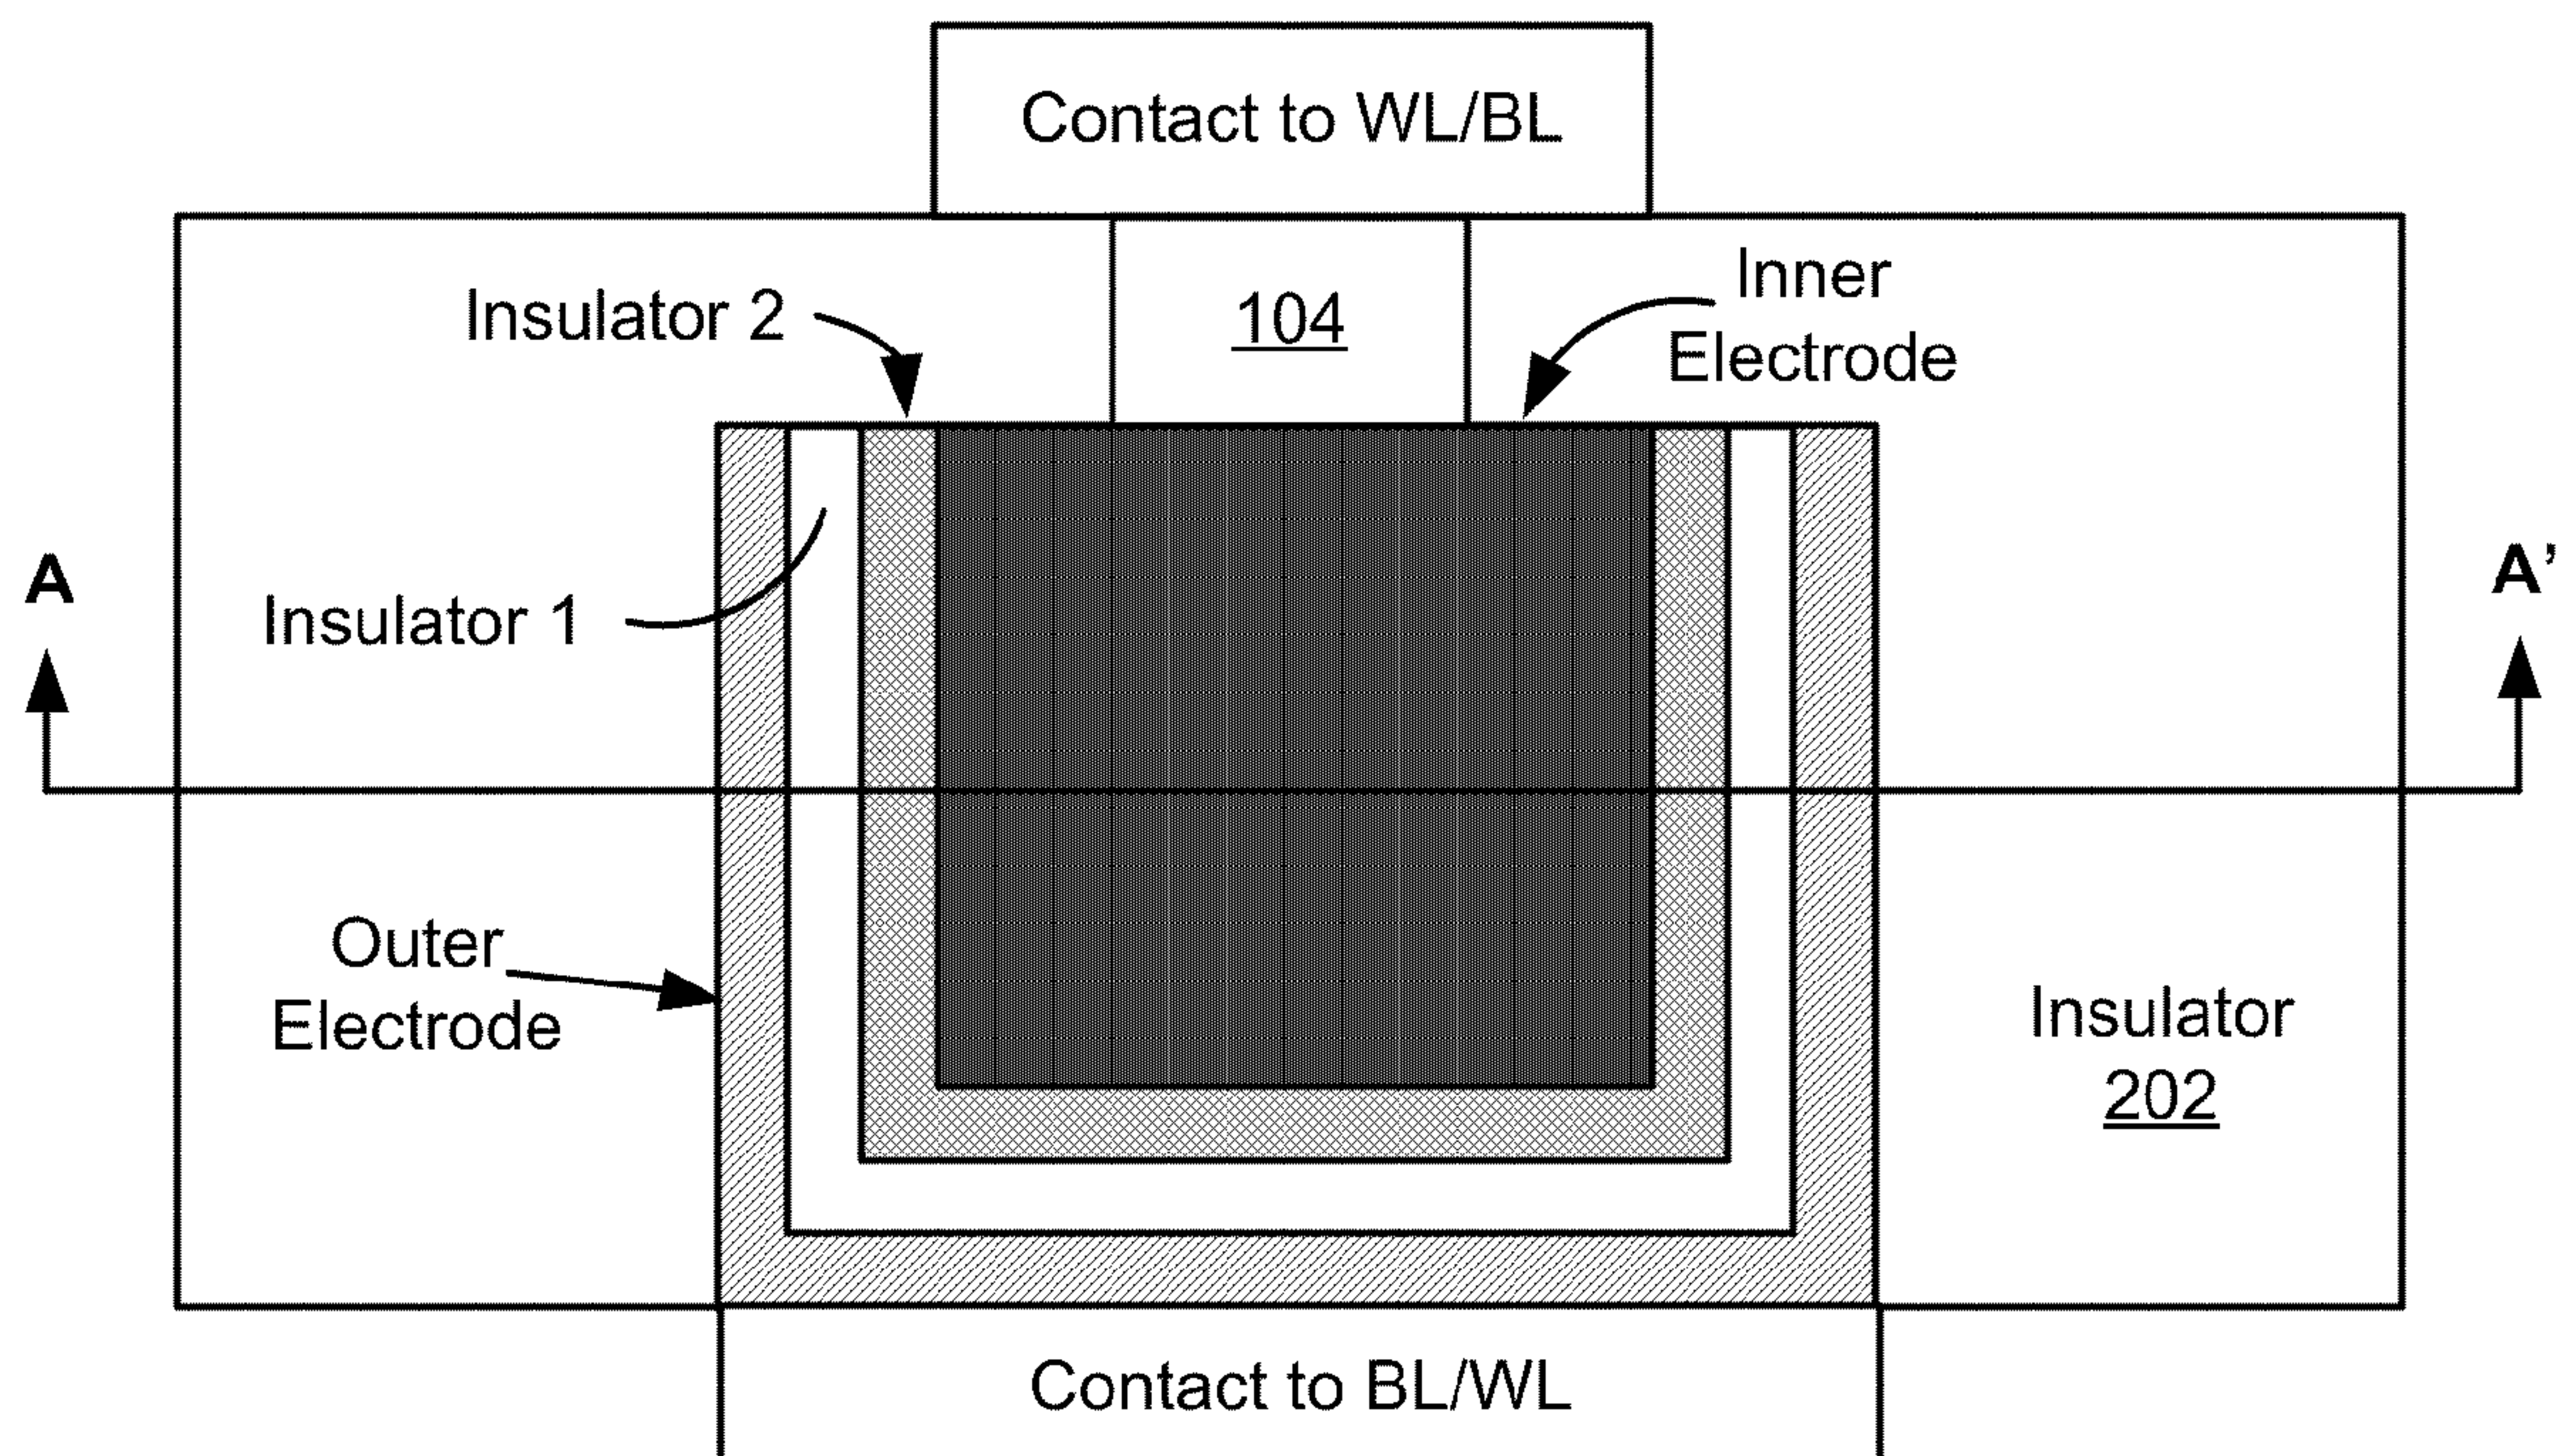 Contact to WL/BL
Insulator 2
104
Inner
Electrode
A
A’
Insulator 1
Outer
Electrode
Insulator
202
Contact to BL/WL